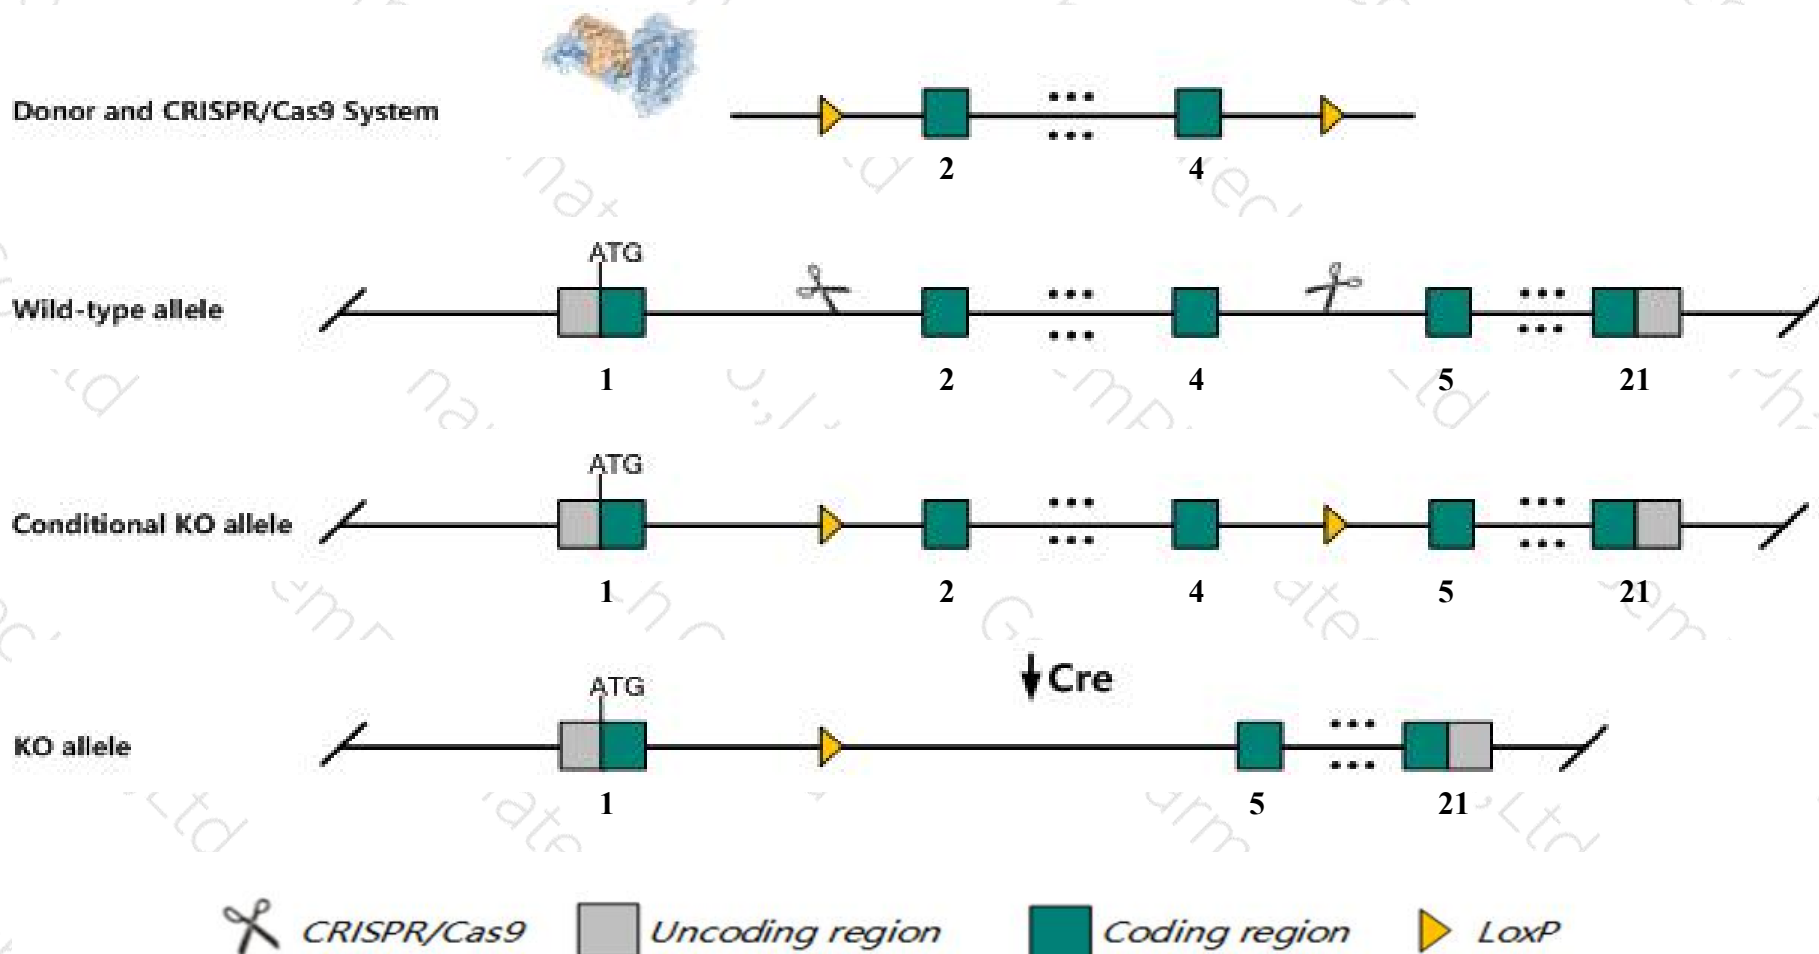 Donor and CRISPR/Cas9 System
2 4
ATG
Wild-type allele
1 2 4 5 21
ATG
Conditional KO allele
1 2 4 5 21
Cre
ATG
KO allele
1 5 21
CRISPR/Cas9 Uncoding region Coding region LoxP